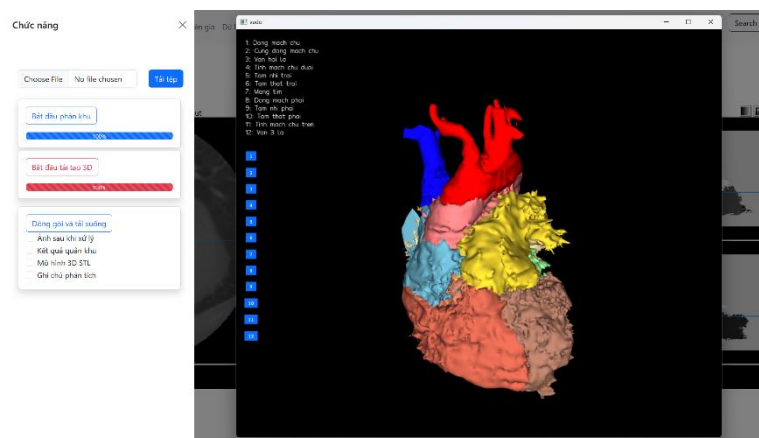 Chức năng
Choose File No file chosen
Tải tệp
Bắt đầu phân khu
100%
Bắt đầu tái tạo 3D
100%
Đóng gói và tải xuống
Ảnh sau khi xử lý
Kết quả quân khu
Mô hình 3D STL
Ghi chú phân tích
vedo
1: Dong mach chu
2: Cung dong mach chu
3: Van hai la
4: Tinh mach chu duoi
5: Tam nhi trai
6: Tam that trai
7: Mang tim
8: Dong mach phoi
9: Tam nhi phai
10: Tam that phai
11: Tinh mach chu tren
12: Van 3 la
1
2
3
4
5
6
7
8
9
10
11
12
Search